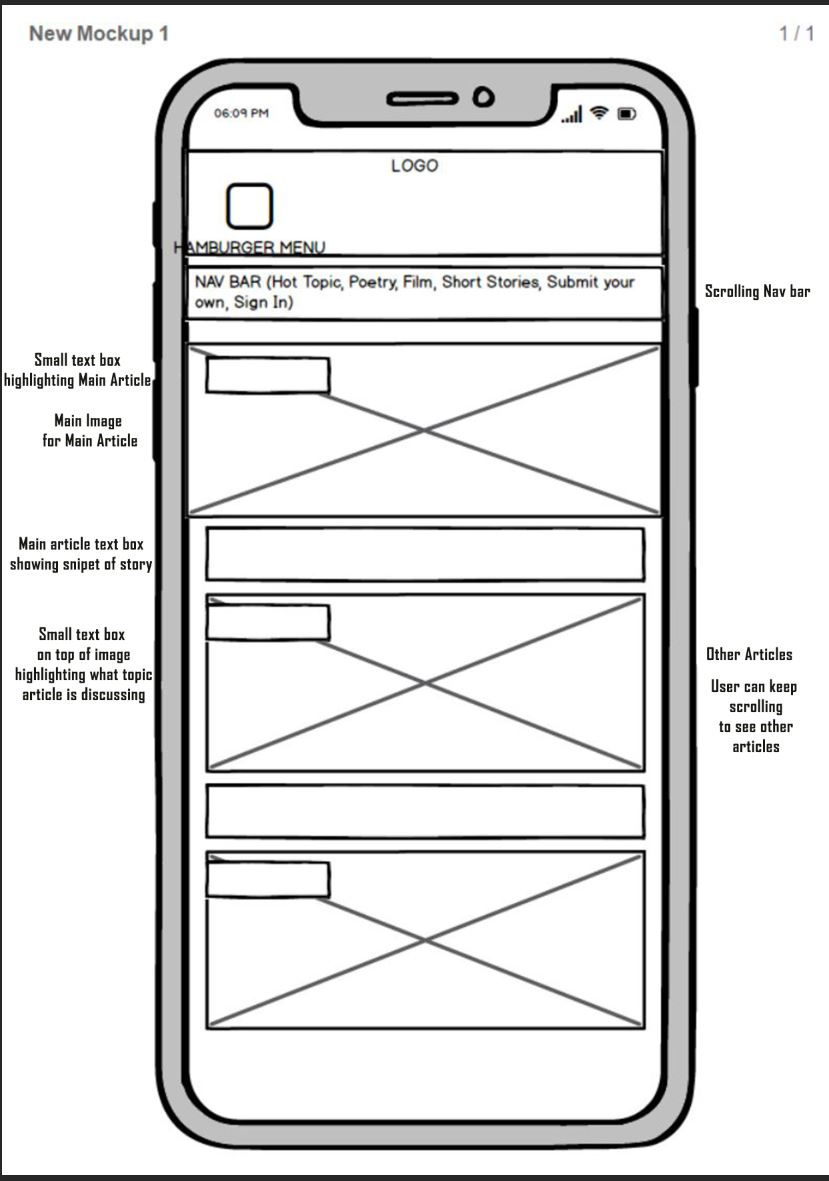 New Mockup 1
1 / 1
06:09 PM
LOGO
HAMBURGER MENU
NAV BAR (Hot Topic, Poetry, Film, Short Stories, Submit your
own, Sign In)
Scrolling Nav bar
Small text box
highlighting Main Article
Main Image
for Main Article
Main article text box
showing snipet of story
Small text box
on top of image
highlighting what topic
article is discussing
Other Articles
User can keep
scrolling
to see other
articles